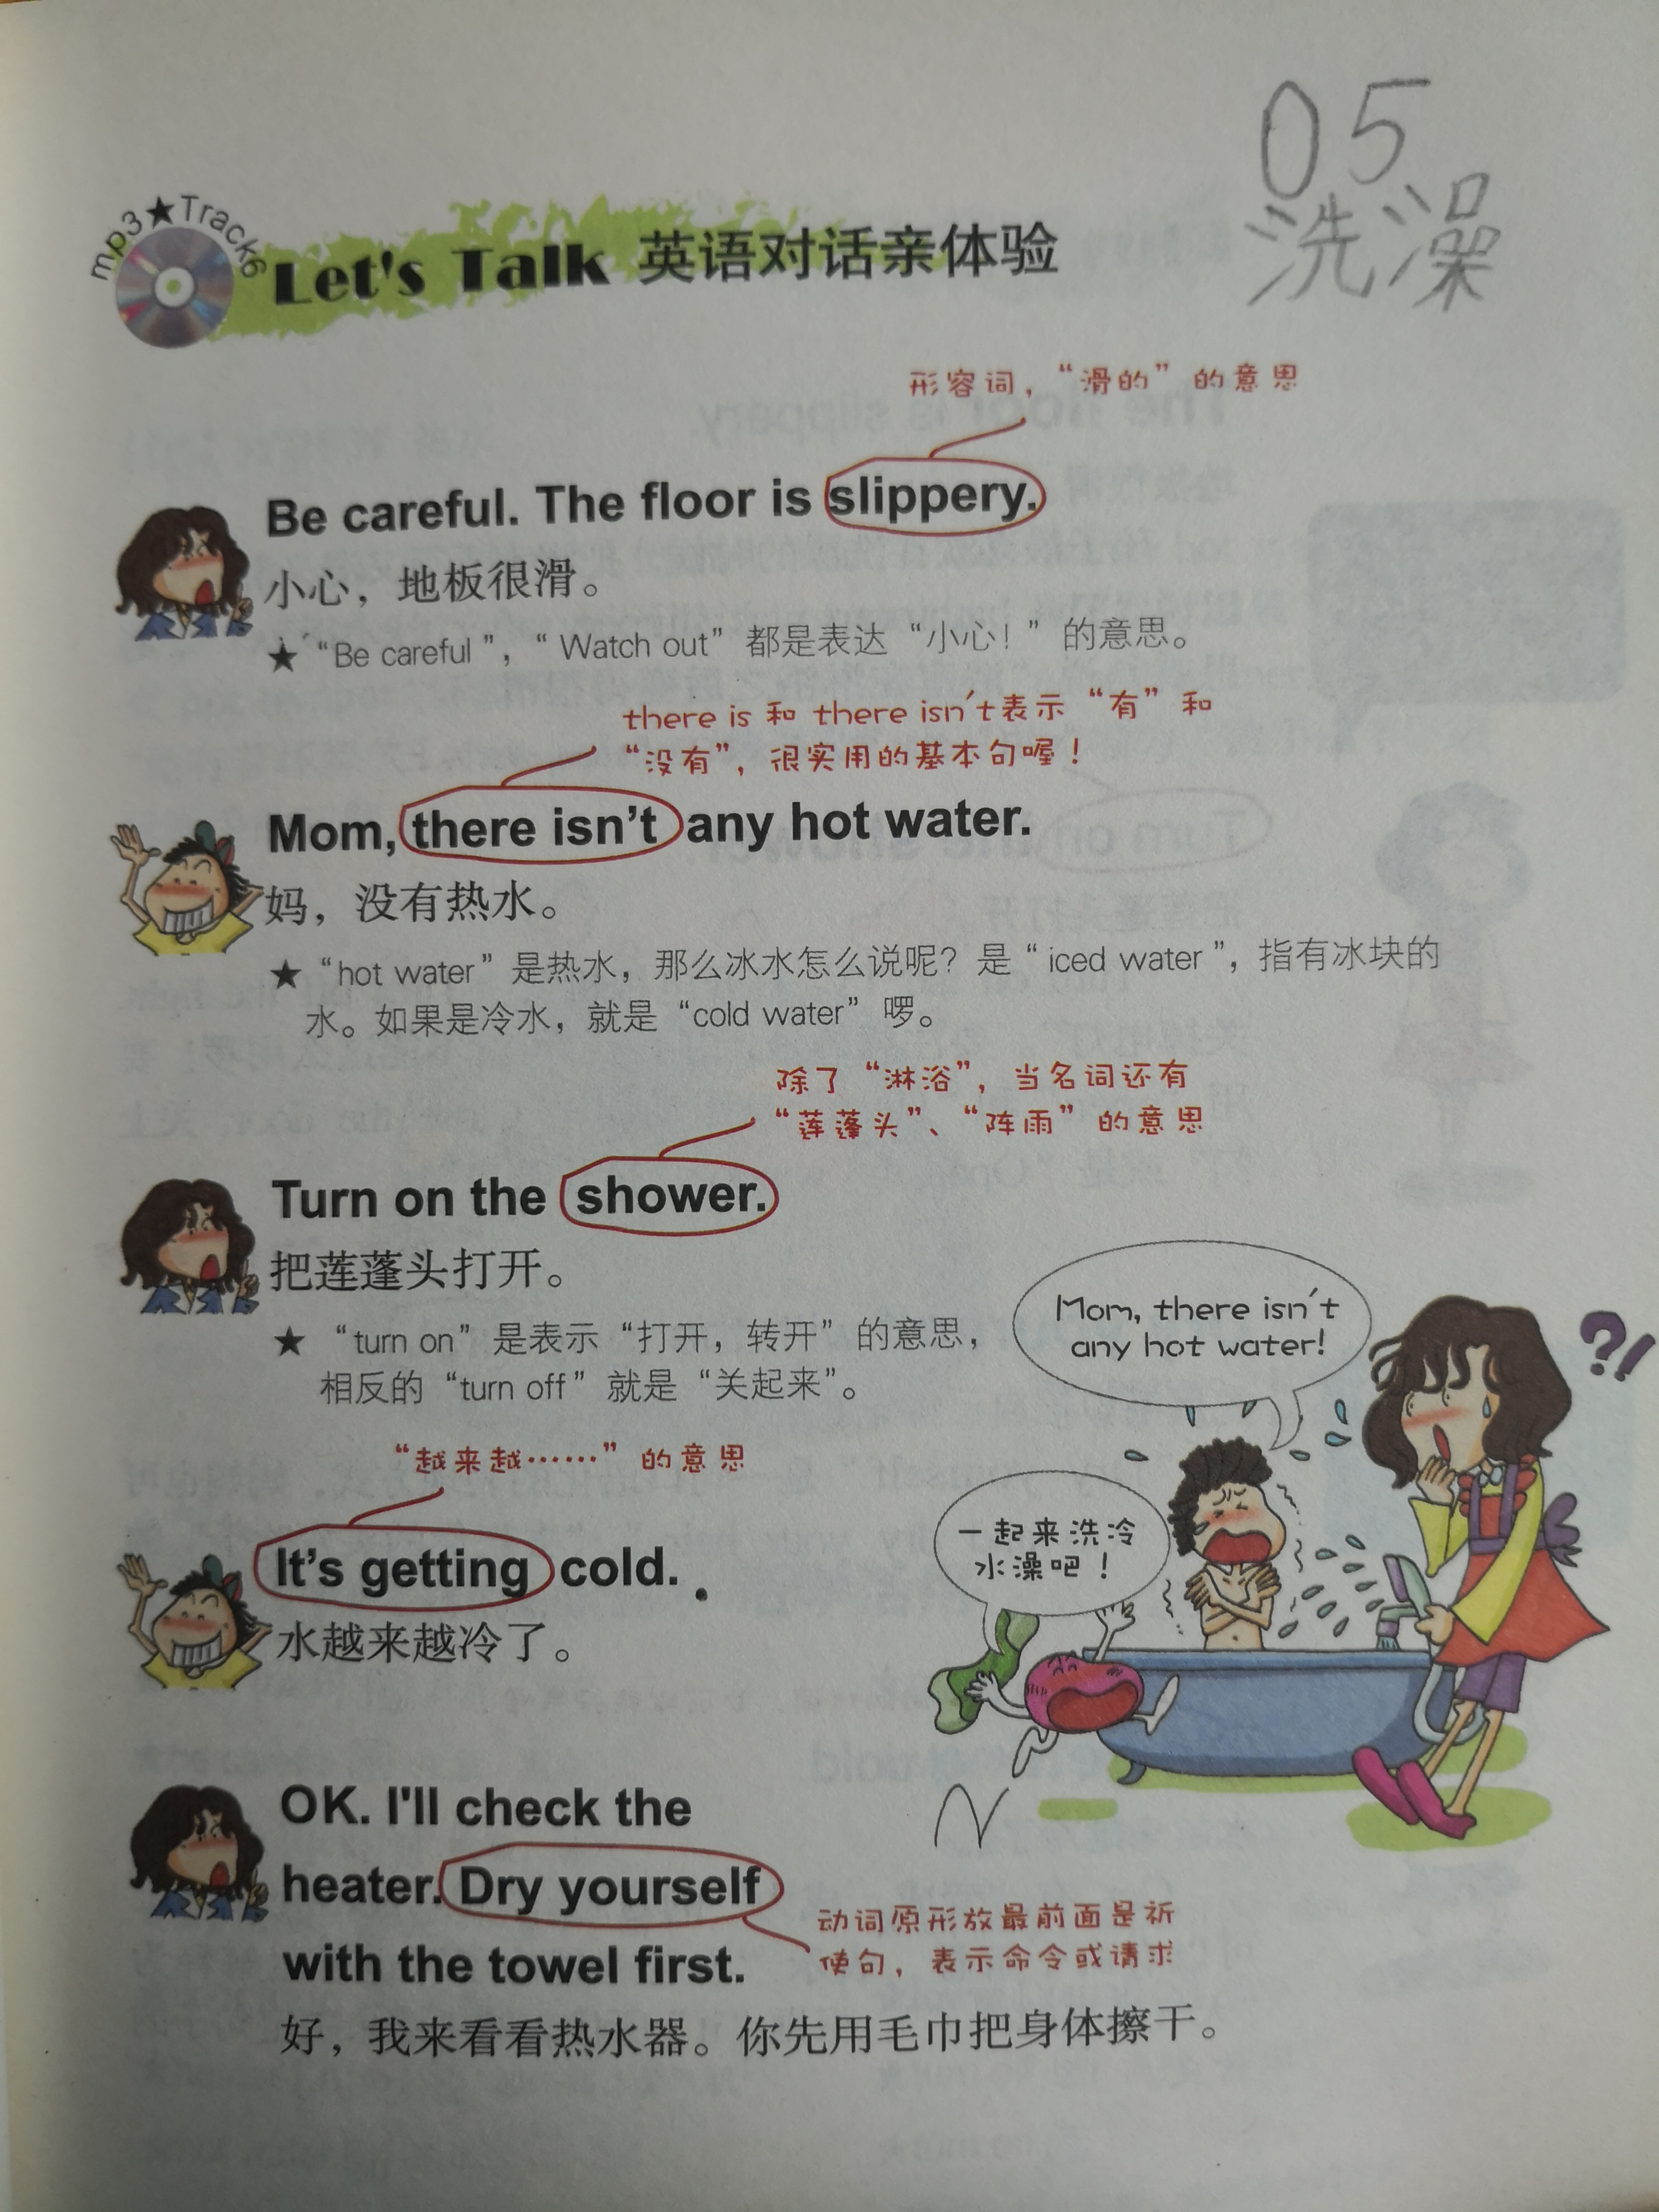 05
洗澡
mp3★Track6
Let's Talk 英语对话亲体验
形容词，“滑的”的意思
Be careful. The floor is slippery.
小心，地板很滑。
★ “Be careful”，“Watch out”都是表达“小心！”的意思。
there is 和 there isn't表示“有”和
“没有”，很实用的基本句喔！
Mom, there isn't any hot water.
妈，没有热水。
★ “hot water”是热水，那么冰水怎么说呢？是“iced water”，指有冰块的
水。如果是冷水，就是“cold water”啰。
除了“淋浴”，当名词还有
“莲蓬头”、“阵雨”的意思
Turn on the shower.
把莲蓬头打开。
★ “turn on”是表示“打开，转开”的意思，
相反的“turn off”就是“关起来”。
Mom, there isn't
any hot water!
?!
“越来越……”的意思
It's getting cold.
水越来越冷了。
一起来洗冷
水澡吧！
OK. I'll check the
heater. Dry yourself
with the towel first.
动词原形放最前面是祈
使句，表示命令或请求
好，我来看看热水器。你先用毛巾把身体擦干。